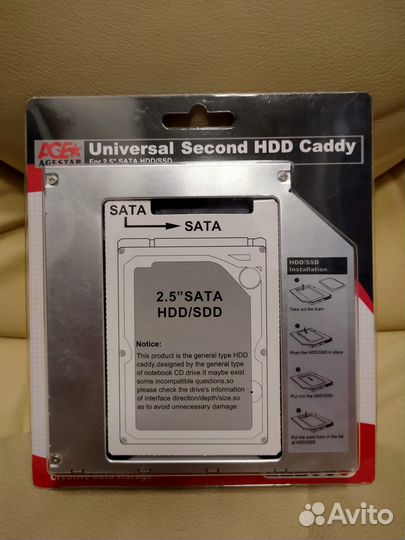 AGE★
AGESTAR
Universal Second HDD Caddy
For 2.5" SATA HDD/SSD
SATA
SATA
2.5”SATA
HDD/SDD
Notice:
This product is the general type HDD
caddy,designed by the general type
of notebook CD drive.It maybe exist
some incompatible questions,so
please check the drive's information
of interface direction/depth/size,so
as to avoid unnecessary damage.
HDD/SSD
Installation
Take out the foam
Push the HDD/SSD in place
Put into the HDD/SSD
Put the solid foam in the tail
of HDD/SSD
Creative data storage
Avito